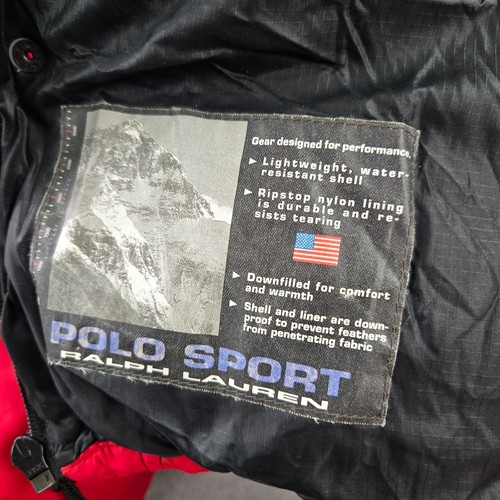 Gear designed for performance.
▶ Lightweight, water-
resistant shell
▶ Ripstop nylon lining
is durable and re-
sists tearing
▶ Downfilled for comfort
and warmth
▶ Shell and liner are down-
proof to prevent feathers
from penetrating fabric
POLO SPORT
RALPH LAUREN